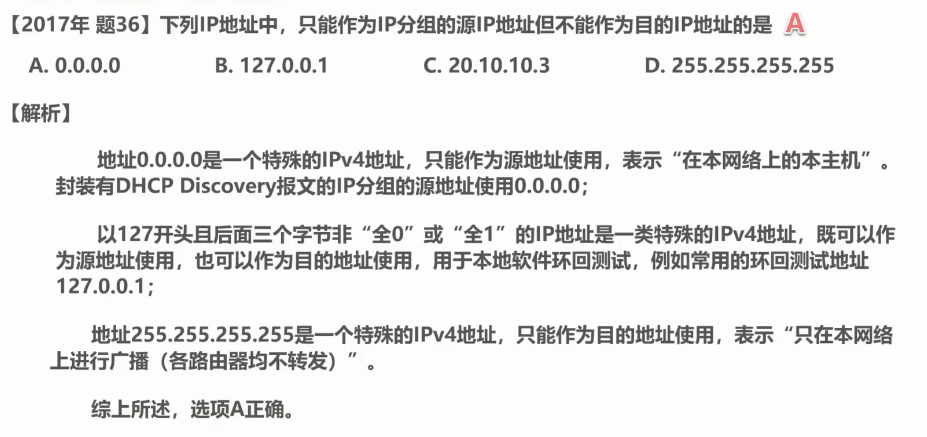 【2017年 题36】下列IP地址中，只能作为IP分组的源IP地址但不能作为目的IP地址的是 A
A. 0.0.0.0 B. 127.0.0.1 C. 20.10.10.3 D. 255.255.255.255
【解析】
地址0.0.0.0是一个特殊的IPv4地址，只能作为源地址使用，表示“在本网络上的本主机”。
封装有DHCP Discovery报文的IP分组的源地址使用0.0.0.0；
以127开头且后面三个字节非“全0”或“全1”的IP地址是一类特殊的IPv4地址，既可以作
为源地址使用，也可以作为目的地址使用，用于本地软件环回测试，例如常用的环回测试地址
127.0.0.1；
地址255.255.255.255是一个特殊的IPv4地址，只能作为目的地址使用，表示“只在本网络
上进行广播（各路由器均不转发）”。
综上所述，选项A正确。